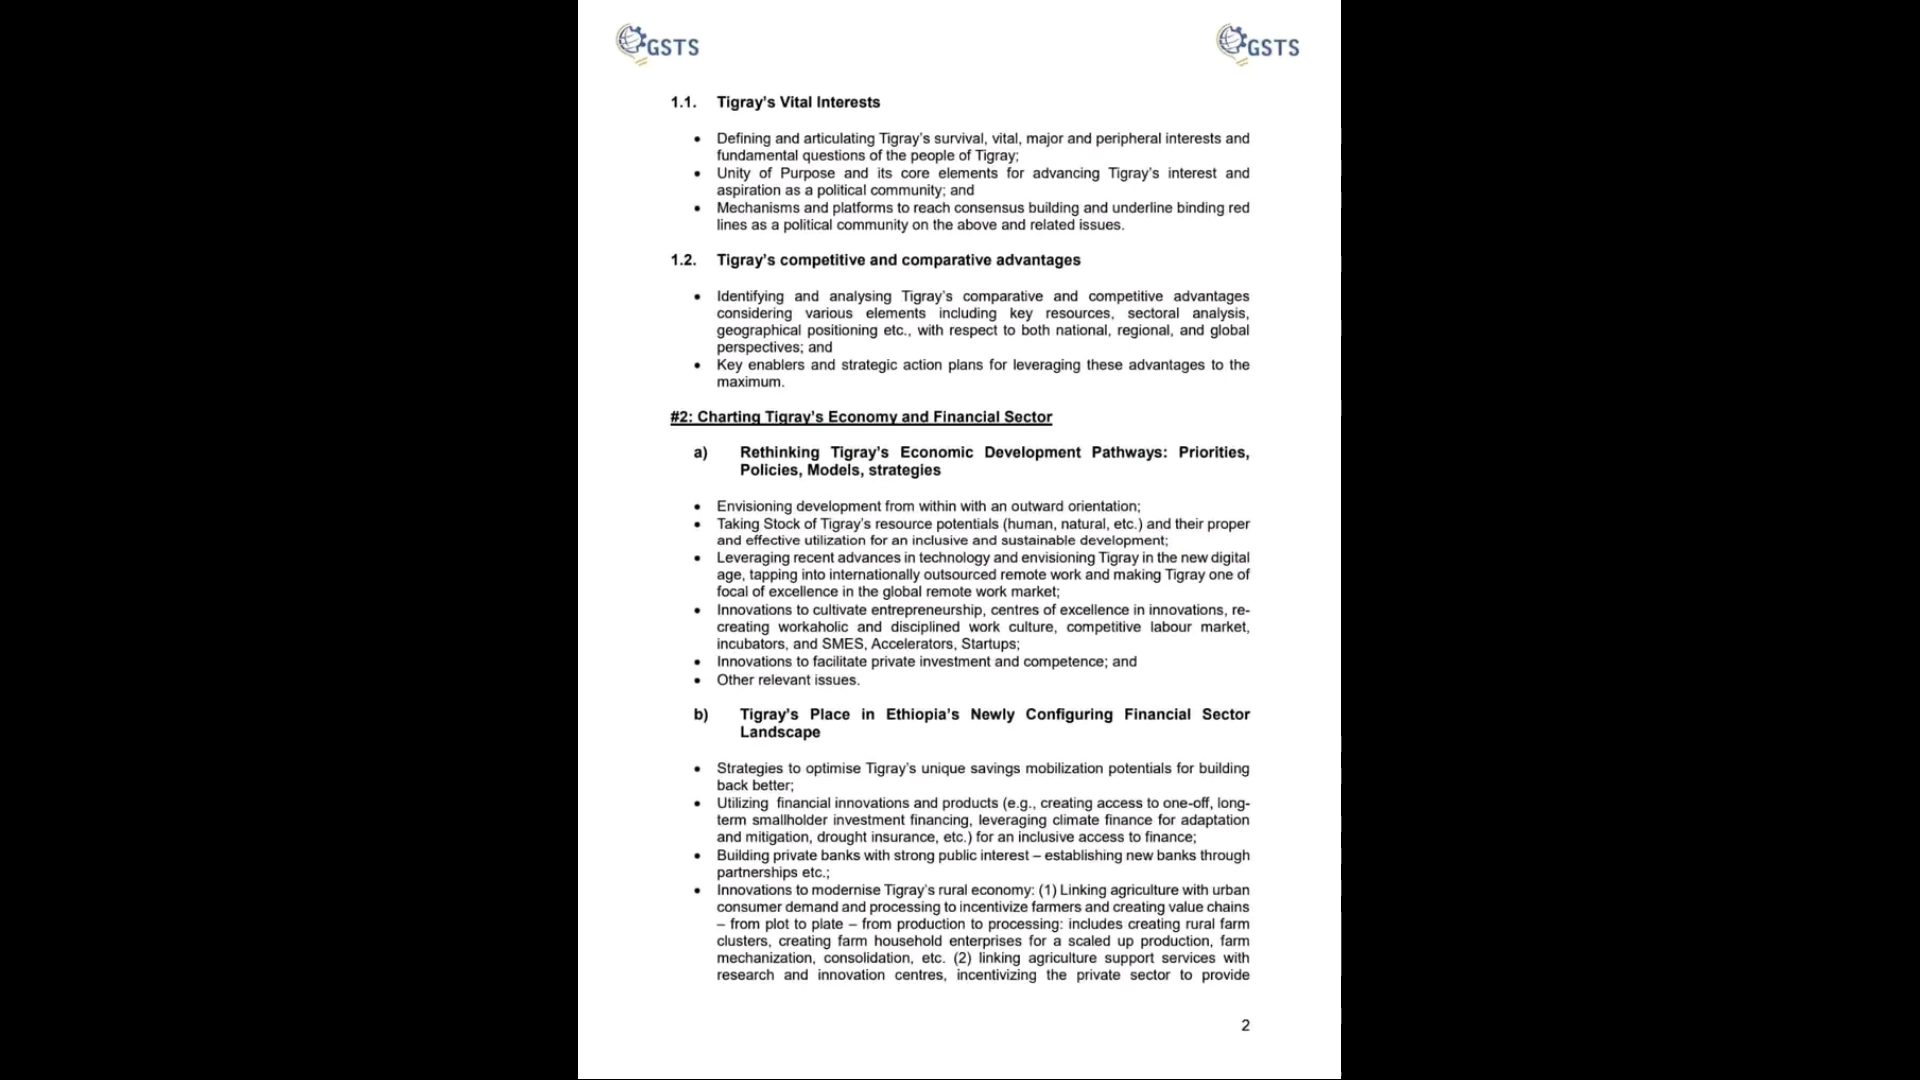 GSTS
GSTS
1.1. Tigray’s Vital Interests
• Defining and articulating Tigray’s survival, vital, major and peripheral interests and
fundamental questions of the people of Tigray;
• Unity of Purpose and its core elements for advancing Tigray’s interest and
aspiration as a political community; and
• Mechanisms and platforms to reach consensus building and underline binding red
lines as a political community on the above and related issues.
1.2. Tigray’s competitive and comparative advantages
• Identifying and analysing Tigray’s comparative and competitive advantages
considering various elements including key resources, sectoral analysis,
geographical positioning etc., with respect to both national, regional, and global
perspectives; and
• Key enablers and strategic action plans for leveraging these advantages to the
maximum.
#2: Charting Tigray’s Economy and Financial Sector
a) Rethinking Tigray’s Economic Development Pathways: Priorities,
Policies, Models, strategies
• Envisioning development from within with an outward orientation;
• Taking Stock of Tigray’s resource potentials (human, natural, etc.) and their proper
and effective utilization for an inclusive and sustainable development;
• Leveraging recent advances in technology and envisioning Tigray in the new digital
age, tapping into internationally outsourced remote work and making Tigray one of
focal of excellence in the global remote work market;
• Innovations to cultivate entrepreneurship, centres of excellence in innovations, re-
creating workaholic and disciplined work culture, competitive labour market,
incubators, and SMES, Accelerators, Startups;
• Innovations to facilitate private investment and competence; and
• Other relevant issues.
b) Tigray’s Place in Ethiopia’s Newly Configuring Financial Sector
Landscape
• Strategies to optimise Tigray’s unique savings mobilization potentials for building
back better;
• Utilizing financial innovations and products (e.g., creating access to one-off, long-
term smallholder investment financing, leveraging climate finance for adaptation
and mitigation, drought insurance, etc.) for an inclusive access to finance;
• Building private banks with strong public interest – establishing new banks through
partnerships etc.;
• Innovations to modernise Tigray’s rural economy: (1) Linking agriculture with urban
consumer demand and processing to incentivize farmers and creating value chains
– from plot to plate – from production to processing: includes creating rural farm
clusters, creating farm household enterprises for a scaled up production, farm
mechanization, consolidation, etc. (2) linking agriculture support services with
research and innovation centres, incentivizing the private sector to provide
2